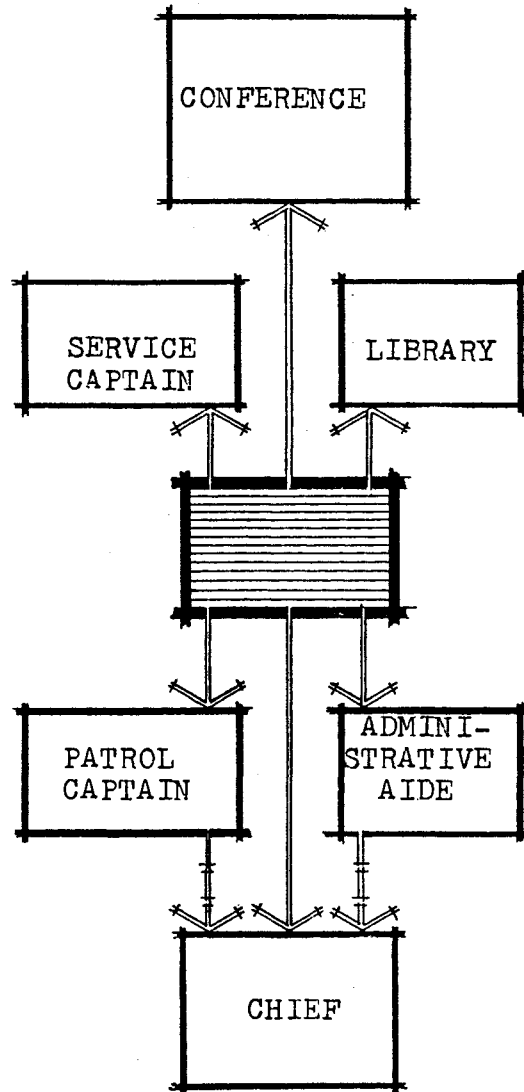 CONFERENCE
SERVICE
CAPTAIN
LIBRARY
PATROL
CAPTAIN
ADMINI-
STRATIVE
AIDE
CHIEF